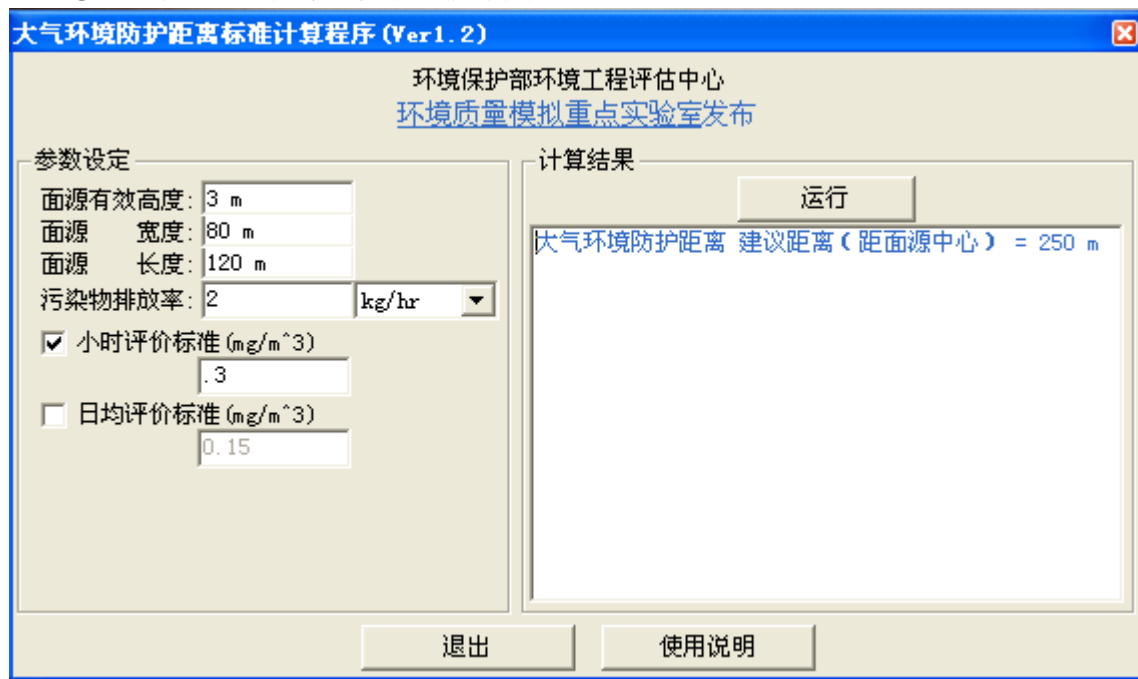 大气环境防护距离标准计算程序(Ver1.2)
环境保护部环境工程评估中心
环境质量模拟重点实验室发布
参数设定
面源有效高度: 3 m
面源 宽度: 80 m
面源 长度: 120 m
污染物排放率: 2 kg/hr
小时评价标准(mg/m^3)
.3
日均评价标准(mg/m^3)
0.15
计算结果
运行
大气环境防护距离 建议距离(距面源中心) = 250 m
退出 使用说明